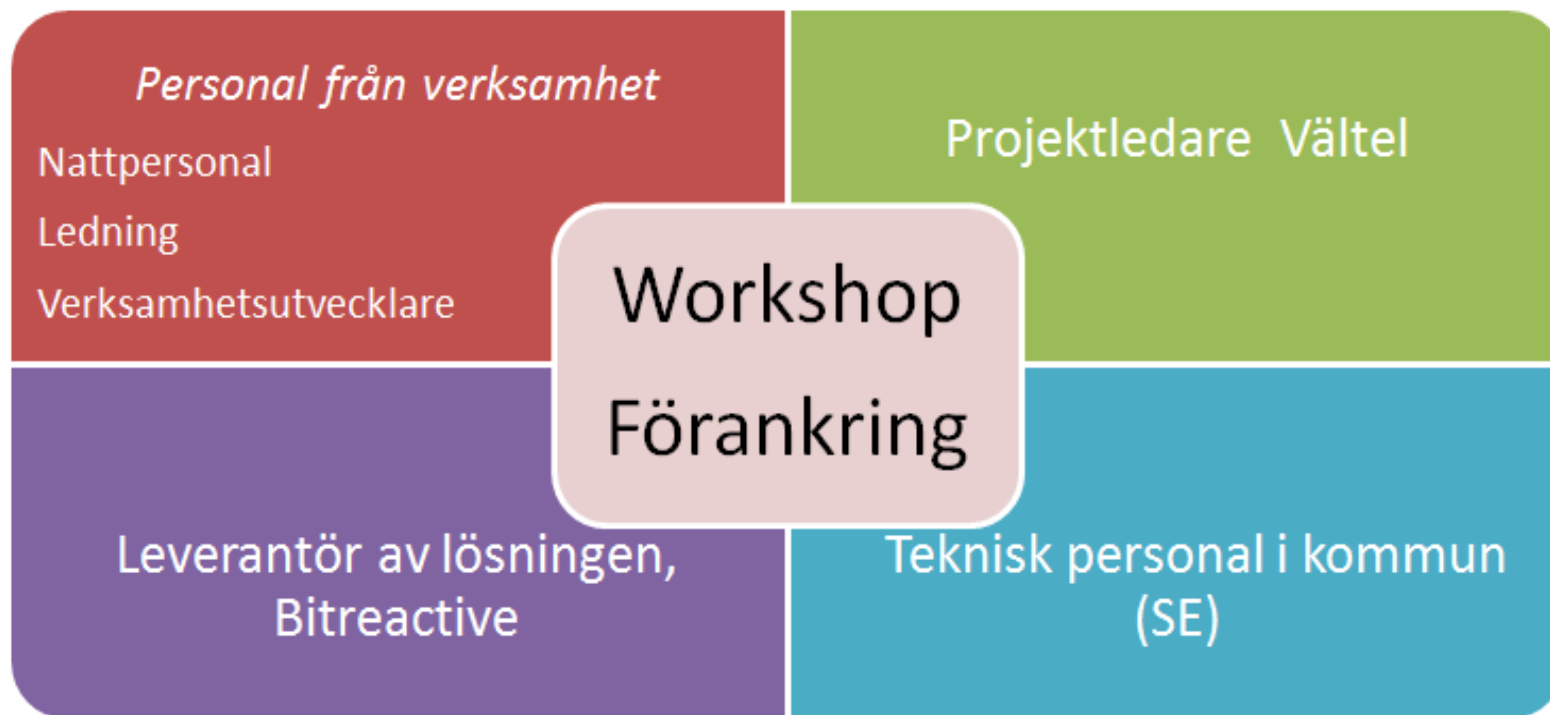 Personal från verksamhet
Nattpersonal
Ledning
Verksamhetsutvecklare
Projektledare Vältel
Workshop
Förankring
Leverantör av lösningen,
Bitreactive
Teknisk personal i kommun
(SE)